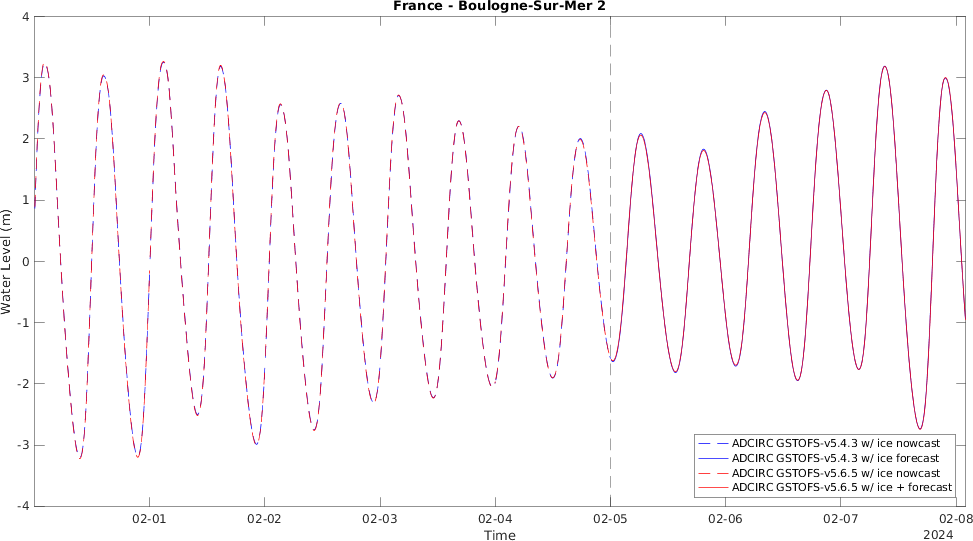 France - Boulogne-Sur-Mer 2
Water Level (m)
4
3
2
1
0
-1
-2
-3
-4
ADCIRC GSTOFS-v5.4.3 w/ ice nowcast
ADCIRC GSTOFS-v5.4.3 w/ ice forecast
ADCIRC GSTOFS-v5.6.5 w/ ice nowcast
ADCIRC GSTOFS-v5.6.5 w/ ice + forecast
02-01 02-02 02-03 02-04 02-05 02-06 02-07 02-08
Time
2024